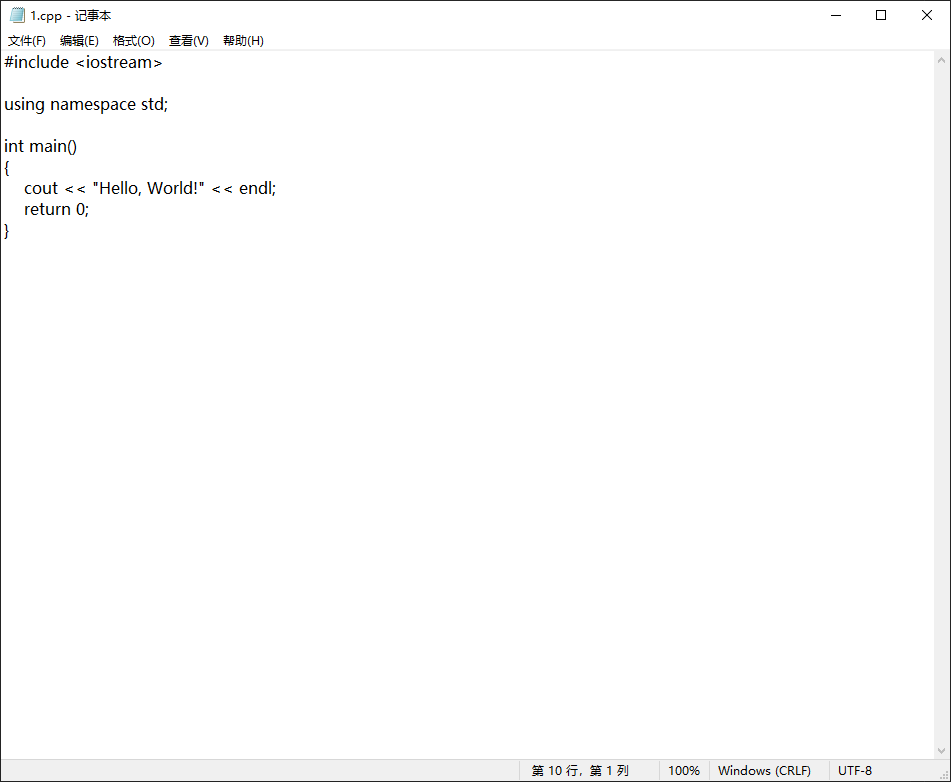 1.cpp - 记事本
文件(F) 编辑(E) 格式(O) 查看(V) 帮助(H)
#include <iostream>
using namespace std;
int main()
{
    cout << "Hello, World!" << endl;
    return 0;
}
第 10 行，第 1 列 100% Windows (CRLF) UTF-8